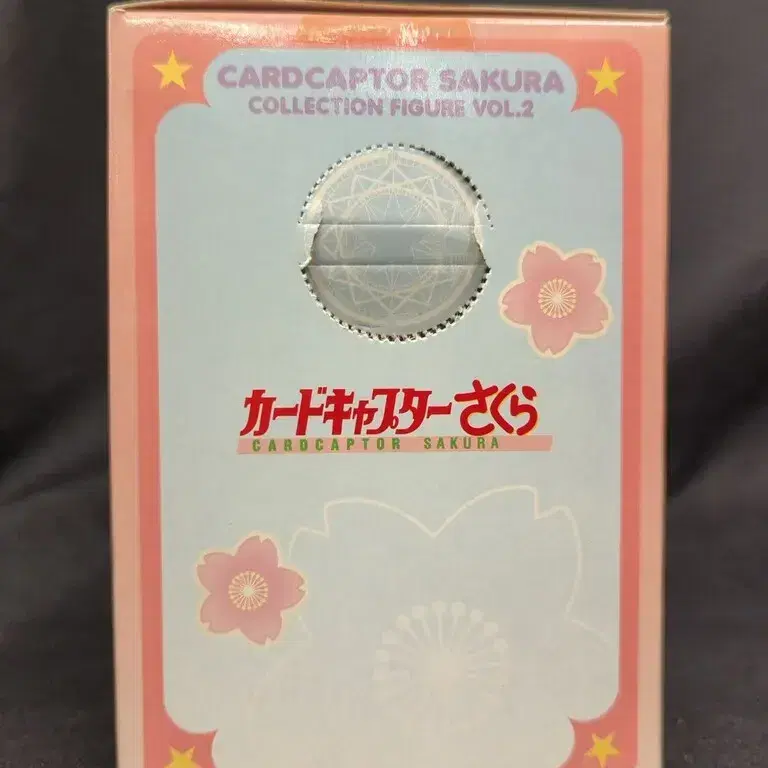 CARDCAPTOR SAKURA
COLLECTION FIGURE VOL.2
カードキャプターさくら
CARDCAPTOR SAKURA